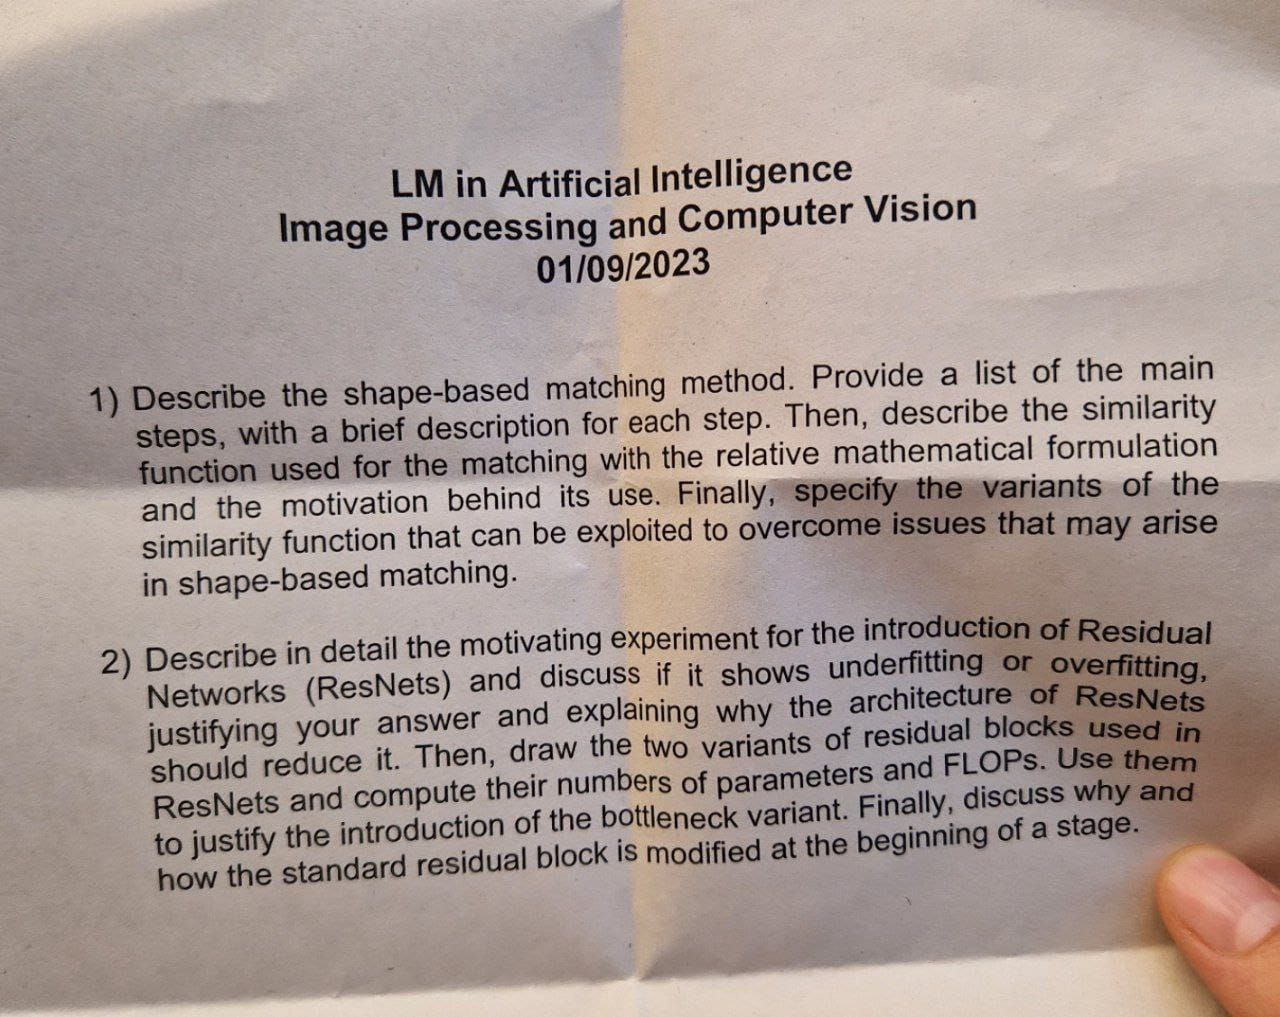 LM in Artificial Intelligence
Image Processing and Computer Vision
01/09/2023
1) Describe the shape-based matching method. Provide a list of the main
steps, with a brief description for each step. Then, describe the similarity
function used for the matching with the relative mathematical formulation
and the motivation behind its use. Finally, specify the variants of the
similarity function that can be exploited to overcome issues that may arise
in shape-based matching.
2) Describe in detail the motivating experiment for the introduction of Residual
Networks (ResNets) and discuss if it shows underfitting or overfitting,
justifying your answer and explaining why the architecture of ResNets
should reduce it. Then, draw the two variants of residual blocks used in
ResNets and compute their numbers of parameters and FLOPs. Use them
to justify the introduction of the bottleneck variant. Finally, discuss why and
how the standard residual block is modified at the beginning of a stage.